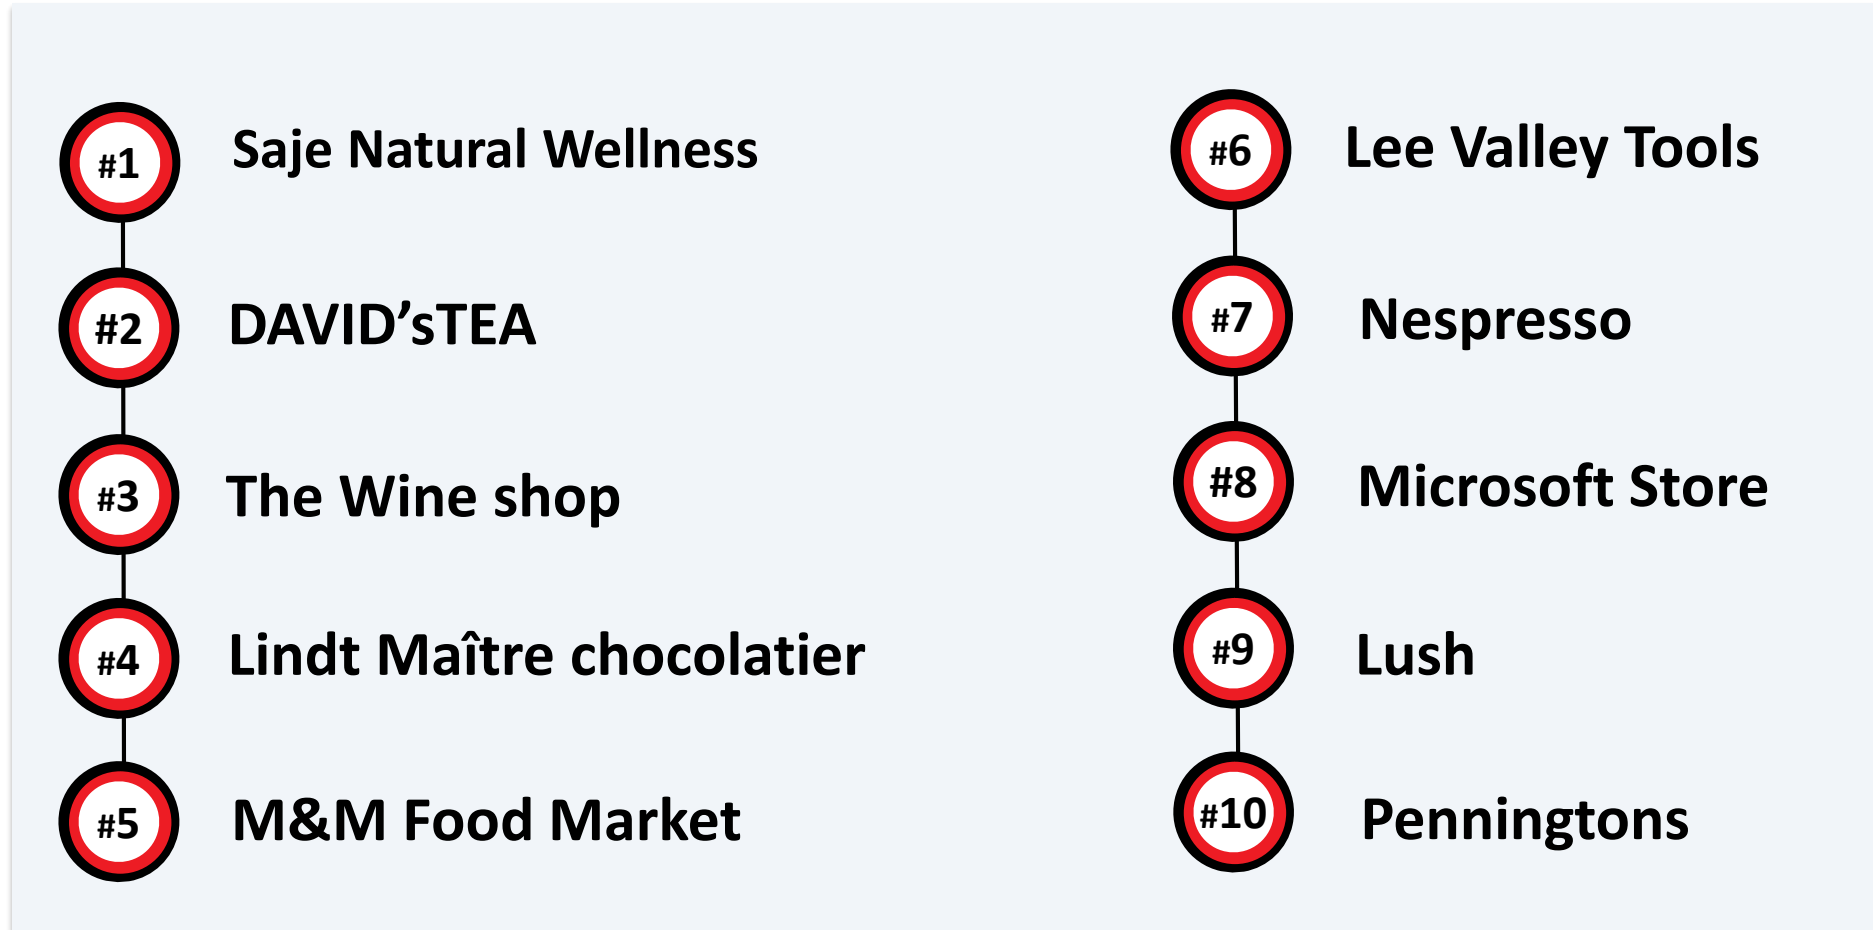 #1 Saje Natural Wellness
#2 DAVID’sTEA
#3 The Wine shop
#4 Lindt Maître chocolatier
#5 M&M Food Market
#6 Lee Valley Tools
#7 Nespresso
#8 Microsoft Store
#9 Lush
#10 Penningtons